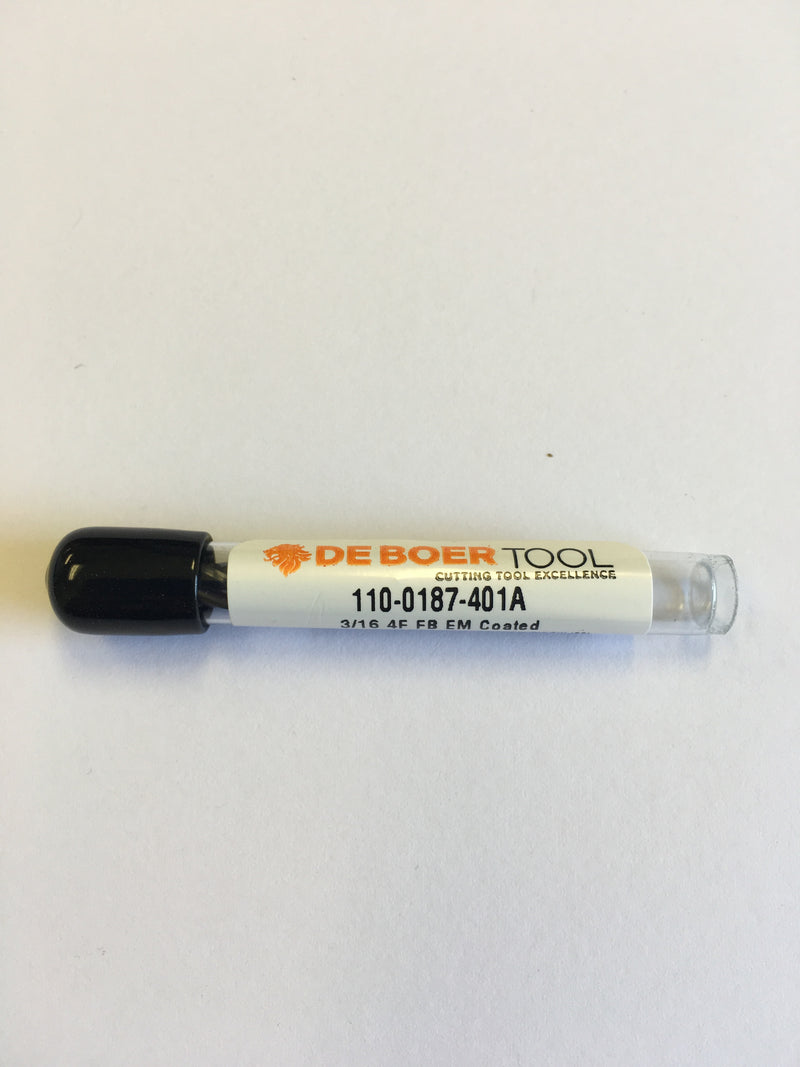 DE BOER TOOL
CUTTING TOOL EXCELLENCE
110-0187-401A
3/16 4F FB EM Coated